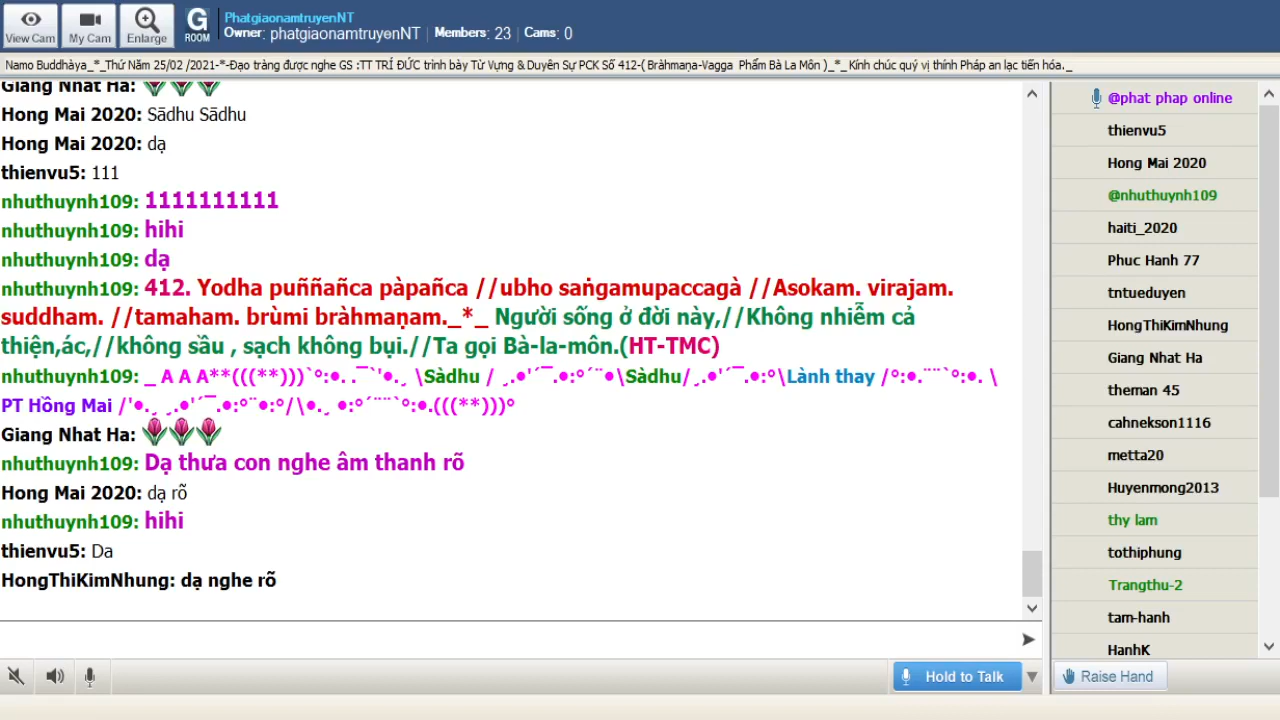 View Cam
My Cam
Enlarge
G
ROOM
PhatgiaonamtruyenNT
Owner: phatgiaonamtruyenNT | Members: 23 | Cams: 0
Namo Buddhàya_*_Thứ Năm 25/02 /2021-*-Đạo tràng được nghe GS :TT TRÍ ĐỨC trình bày Từ Vựng & Duyên Sự PCK Số 412-( Bràhmaṇa-Vagga Phẩm Bà La Môn )_*_ Kính chúc quý vị thính Pháp an lạc tiến hóa._
Giang Nhat Ha:
Hong Mai 2020: Sādhu Sādhu
Hong Mai 2020: dạ
thienvu5: 111
nhuthuynh109: 1111111111
nhuthuynh109: hihi
nhuthuynh109: dạ
nhuthuynh109: 412. Yodha puññañca pàpañca //ubho saṅgamupaccagà //Asokam. virajam.
suddham. //tamaham. brùmi bràhmaṇam._*_ Người sống ở đời này,//Không nhiễm cả
thiện,ác,//không sầu , sạch không bụi.//Ta gọi Bà-la-môn.(HT-TMC)
nhuthuynh109: _ A A A**(((**)))`°:•. .¯`'•.¸ \Sàdhu / ¸.•'´¯.•:°´¨•\Sàdhu/¸.•'´¯.•:°\Lành thay /°:•.¨¨`°:•. \
PT Hồng Mai /'•.¸ ¸.•'´¯.•:°¨•:°/\•.¸ •:°´¨¨`°:•.(((**)))°
Giang Nhat Ha:
nhuthuynh109: Dạ thưa con nghe âm thanh rõ
Hong Mai 2020: dạ rõ
nhuthuynh109: hihi
thienvu5: Da
HongThiKimNhung: dạ nghe rõ
Hold to Talk
@phat phap online
thienvu5
Hong Mai 2020
@nhuthuynh109
haiti_2020
Phuc Hanh 77
tntueduyen
HongThiKimNhung
Giang Nhat Ha
theman 45
cahnekson1116
metta20
Huyenmong2013
thy lam
tothiphung
Trangthu-2
tam-hanh
HanhK
Raise Hand